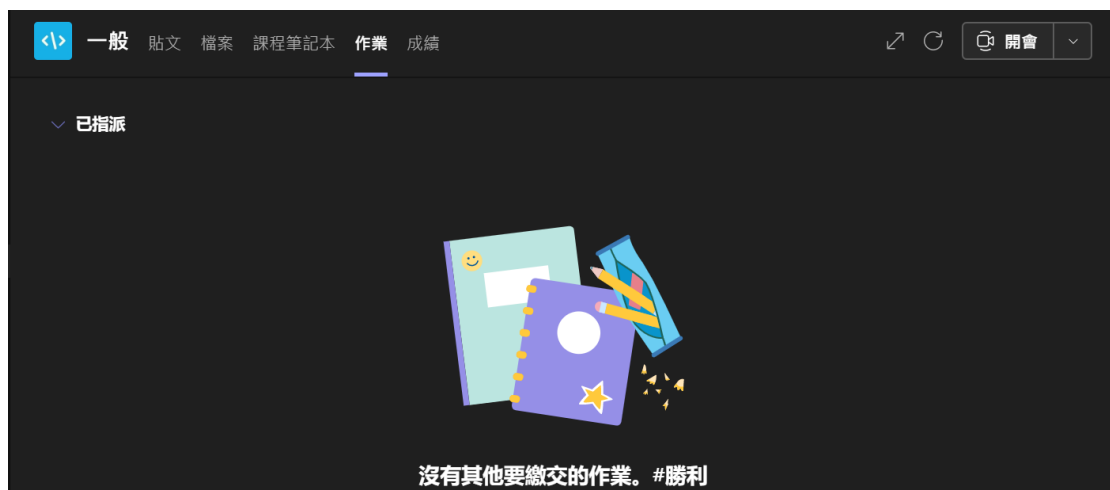 一般 貼文 檔案 課程筆記本 作業 成績 開會
已指派
沒有其他要繳交的作業。#勝利